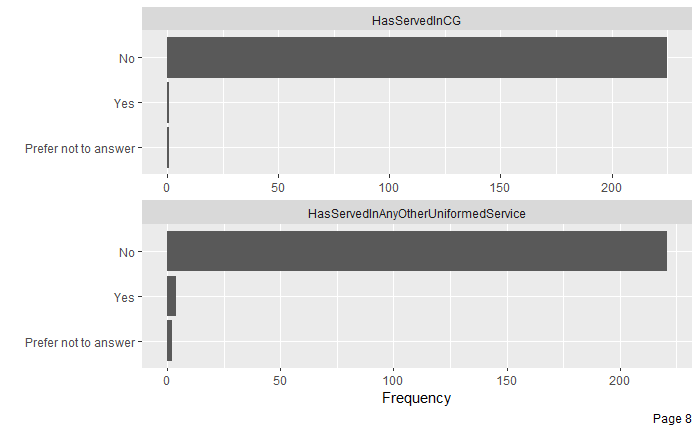 HasServedInCG
No
Yes
Prefer not to answer
0 50 100 150 200
HasServedInAnyOtherUniformedService
No
Yes
Prefer not to answer
0 50 100 150 200
Frequency
Page 8